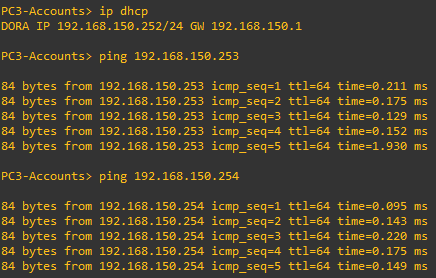 PC3-Accounts> ip dhcp
DORA IP 192.168.150.252/24 GW 192.168.150.1
PC3-Accounts> ping 192.168.150.253
84 bytes from 192.168.150.253 icmp_seq=1 ttl=64 time=0.211 ms
84 bytes from 192.168.150.253 icmp_seq=2 ttl=64 time=0.175 ms
84 bytes from 192.168.150.253 icmp_seq=3 ttl=64 time=0.129 ms
84 bytes from 192.168.150.253 icmp_seq=4 ttl=64 time=0.152 ms
84 bytes from 192.168.150.253 icmp_seq=5 ttl=64 time=1.930 ms
PC3-Accounts> ping 192.168.150.254
84 bytes from 192.168.150.254 icmp_seq=1 ttl=64 time=0.095 ms
84 bytes from 192.168.150.254 icmp_seq=2 ttl=64 time=0.143 ms
84 bytes from 192.168.150.254 icmp_seq=3 ttl=64 time=0.220 ms
84 bytes from 192.168.150.254 icmp_seq=4 ttl=64 time=0.175 ms
84 bytes from 192.168.150.254 icmp_seq=5 ttl=64 time=0.149 ms